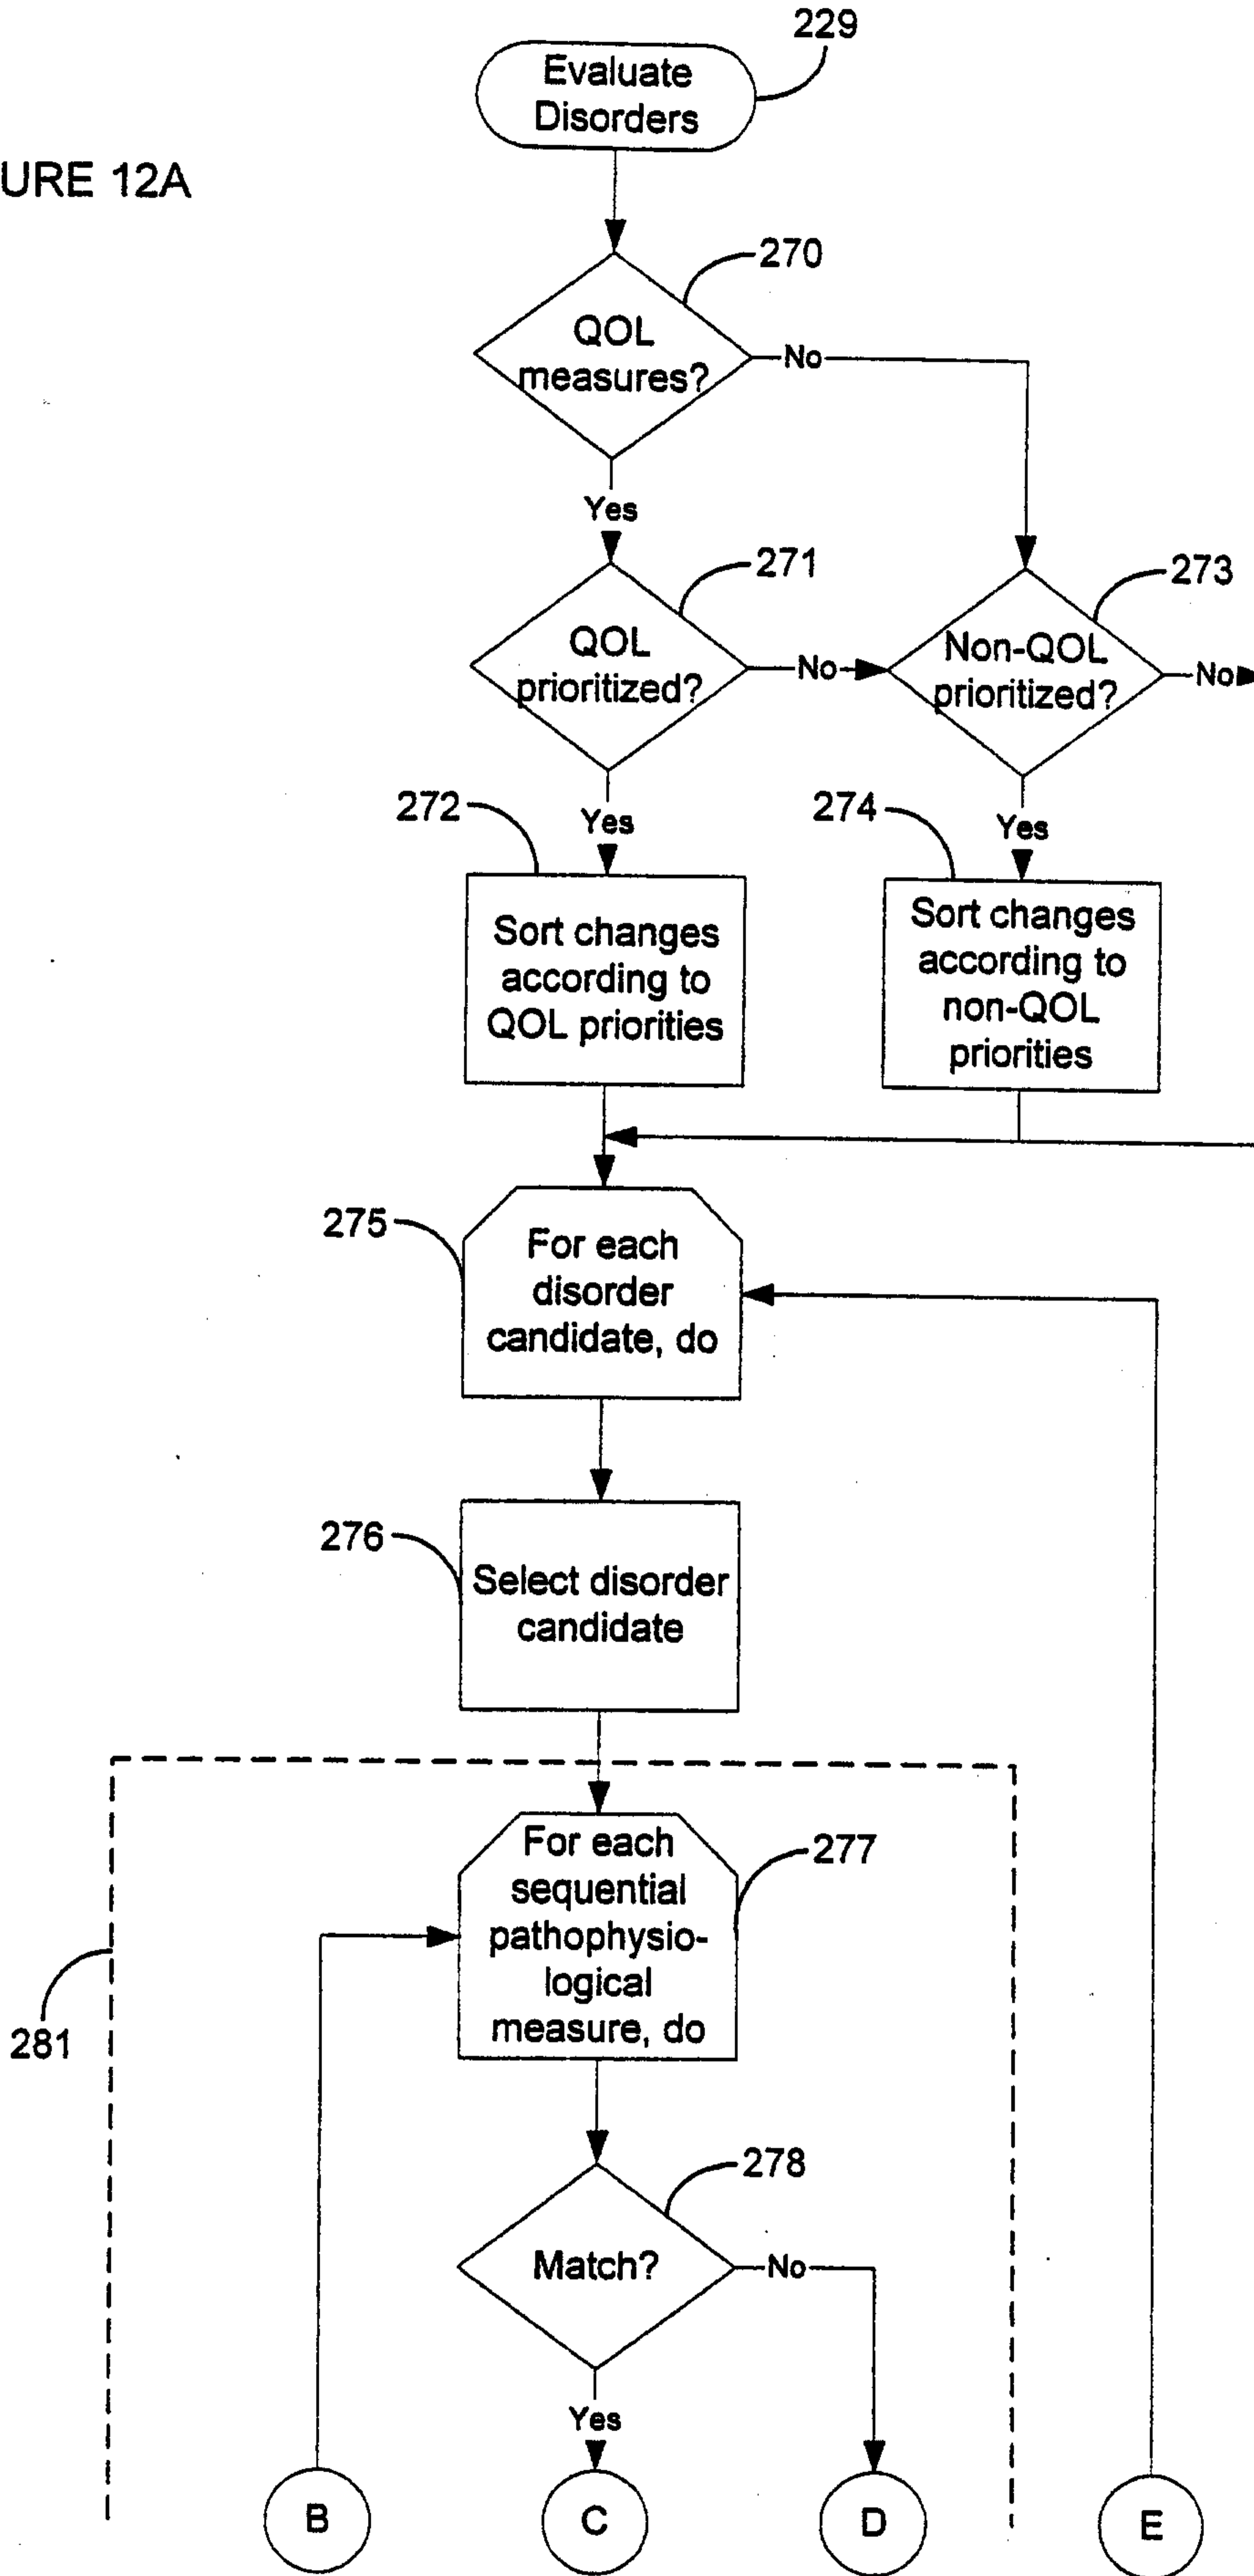 229
Evaluate
Disorders
URE 12A
270
QOL
measures?
No
Yes
271
273
QOL
prioritized?
No
Non-QOL
prioritized?
No
272
Yes
274
Yes
Sort changes
according to
QOL priorities
Sort changes
according to
non-QOL
priorities
275
For each
disorder
candidate, do
276
Select disorder
candidate
For each
sequential
pathophysio-
logical
measure, do
277
281
278
Match?
No
Yes
B
C
D
E